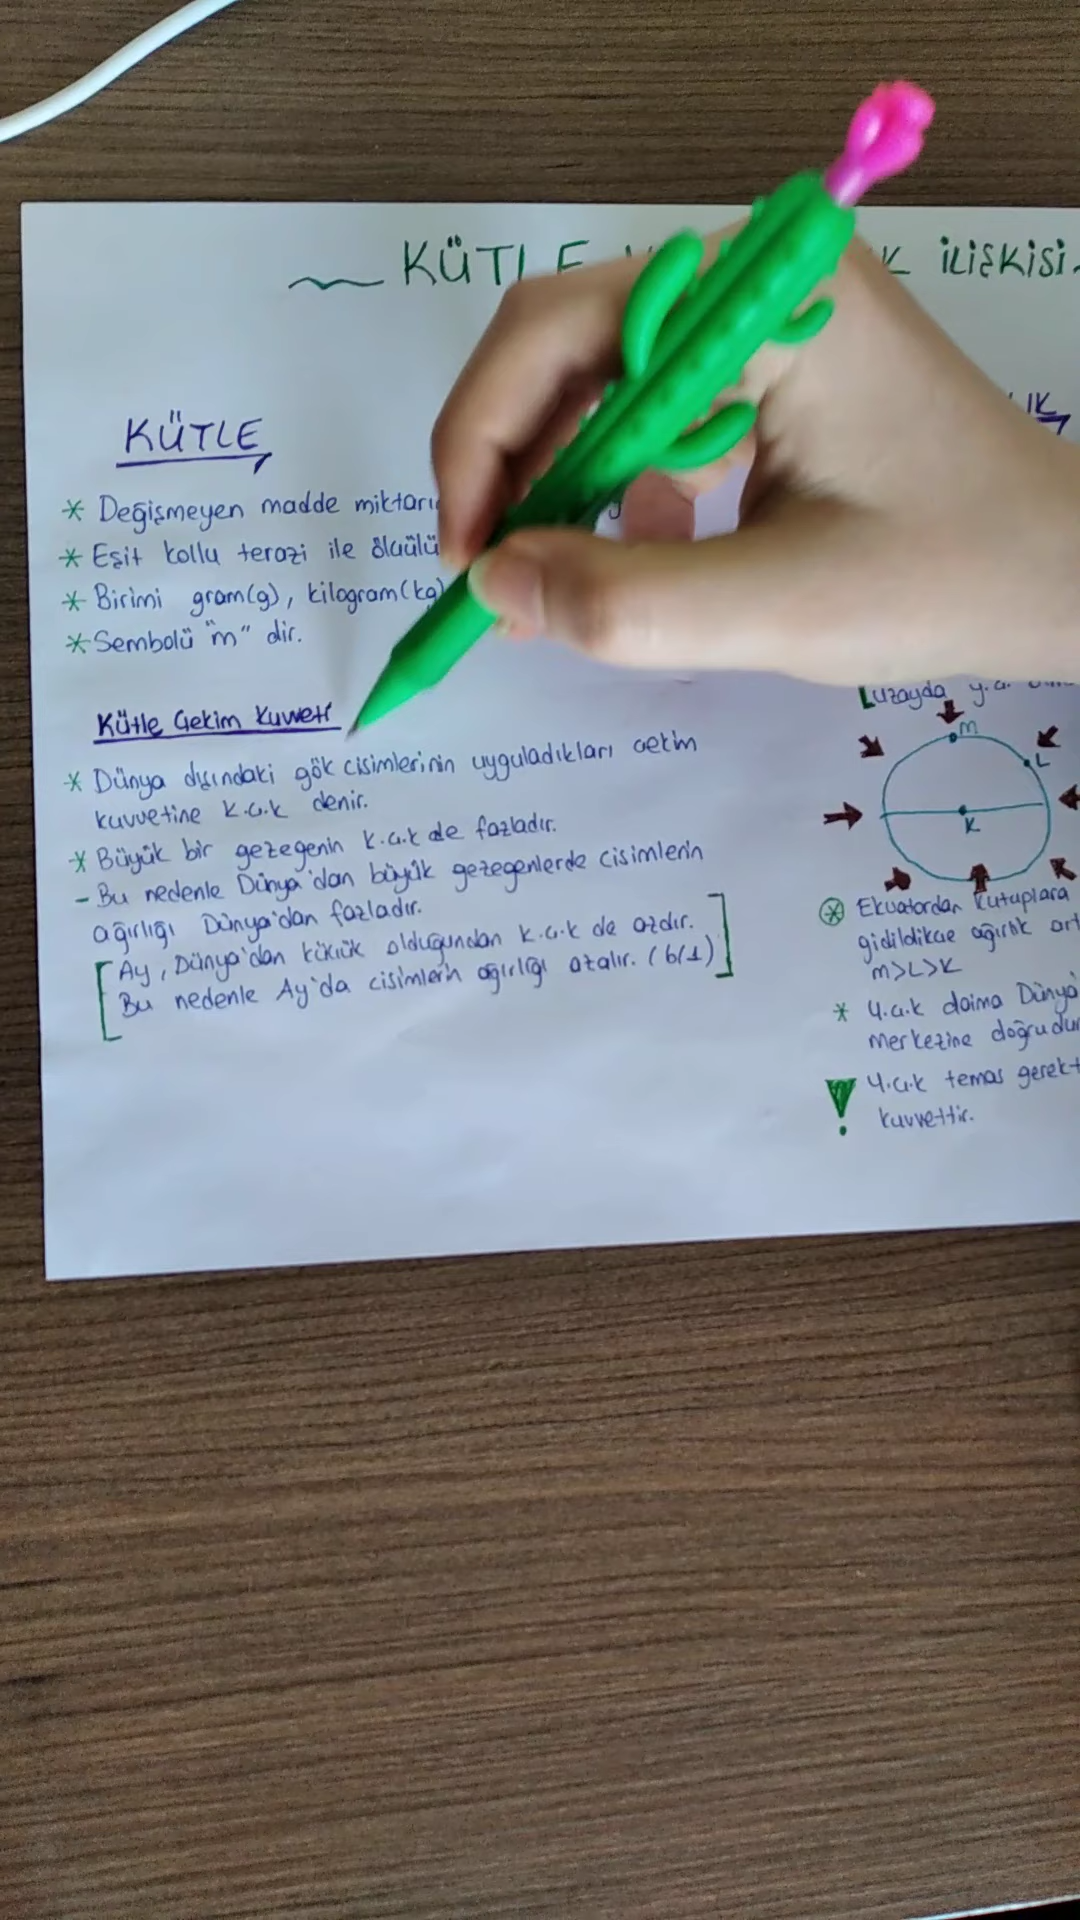 KÜTLE İLİŞKİSİ
KÜTLE
* Değişmeyen madde miktarı
* Eşit kollu terazi ile ölçülü
* Birimi gram(g), kilogram(kg)
* Sembolü "m" dir.
Kütle Çekim Kuvveti
* Dünya dışındaki gök cisimlerinin uyguladıkları çekim
kuvvetine k.ç.k denir.
* Büyük bir gezegenin k.ç.k de fazladır.
- Bu nedenle Dünya'dan büyük gezegenlerde cisimlerin
ağırlığı Dünya'dan fazladır.
[Ay, Dünya'dan küçük olduğundan k.ç.k de azdır.
Bu nedenle Ay'da cisimlerin ağırlığı azalır. (6/1)]
Uzayda y.ç.
m
L
K
* Ekvatordan kutuplara
gidildikçe ağırlık art
m>L>K
* Y.ç.k daima Dünya
merkezine doğrudur
! Y.ç.k temas gerekt
kuvvettir.